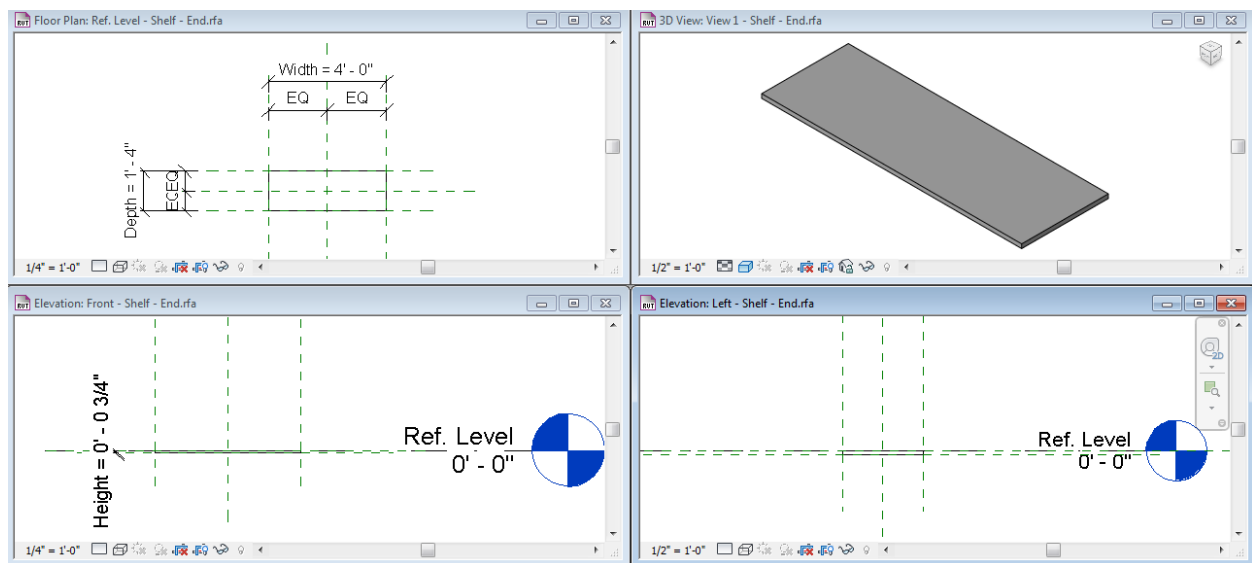 Floor Plan: Ref. Level - Shelf - End.rfa
Width = 4' - 0"
EQ EQ
Depth = 1' - 4"
EQEQ
1/4" = 1'-0"
3D View: View 1 - Shelf - End.rfa
1/2" = 1'-0"
Elevation: Front - Shelf - End.rfa
Height = 0' - 0 3/4"
Ref. Level
0' - 0"
1/4" = 1'-0"
Elevation: Left - Shelf - End.rfa
2D
Ref. Level
0' - 0"
1/2" = 1'-0"